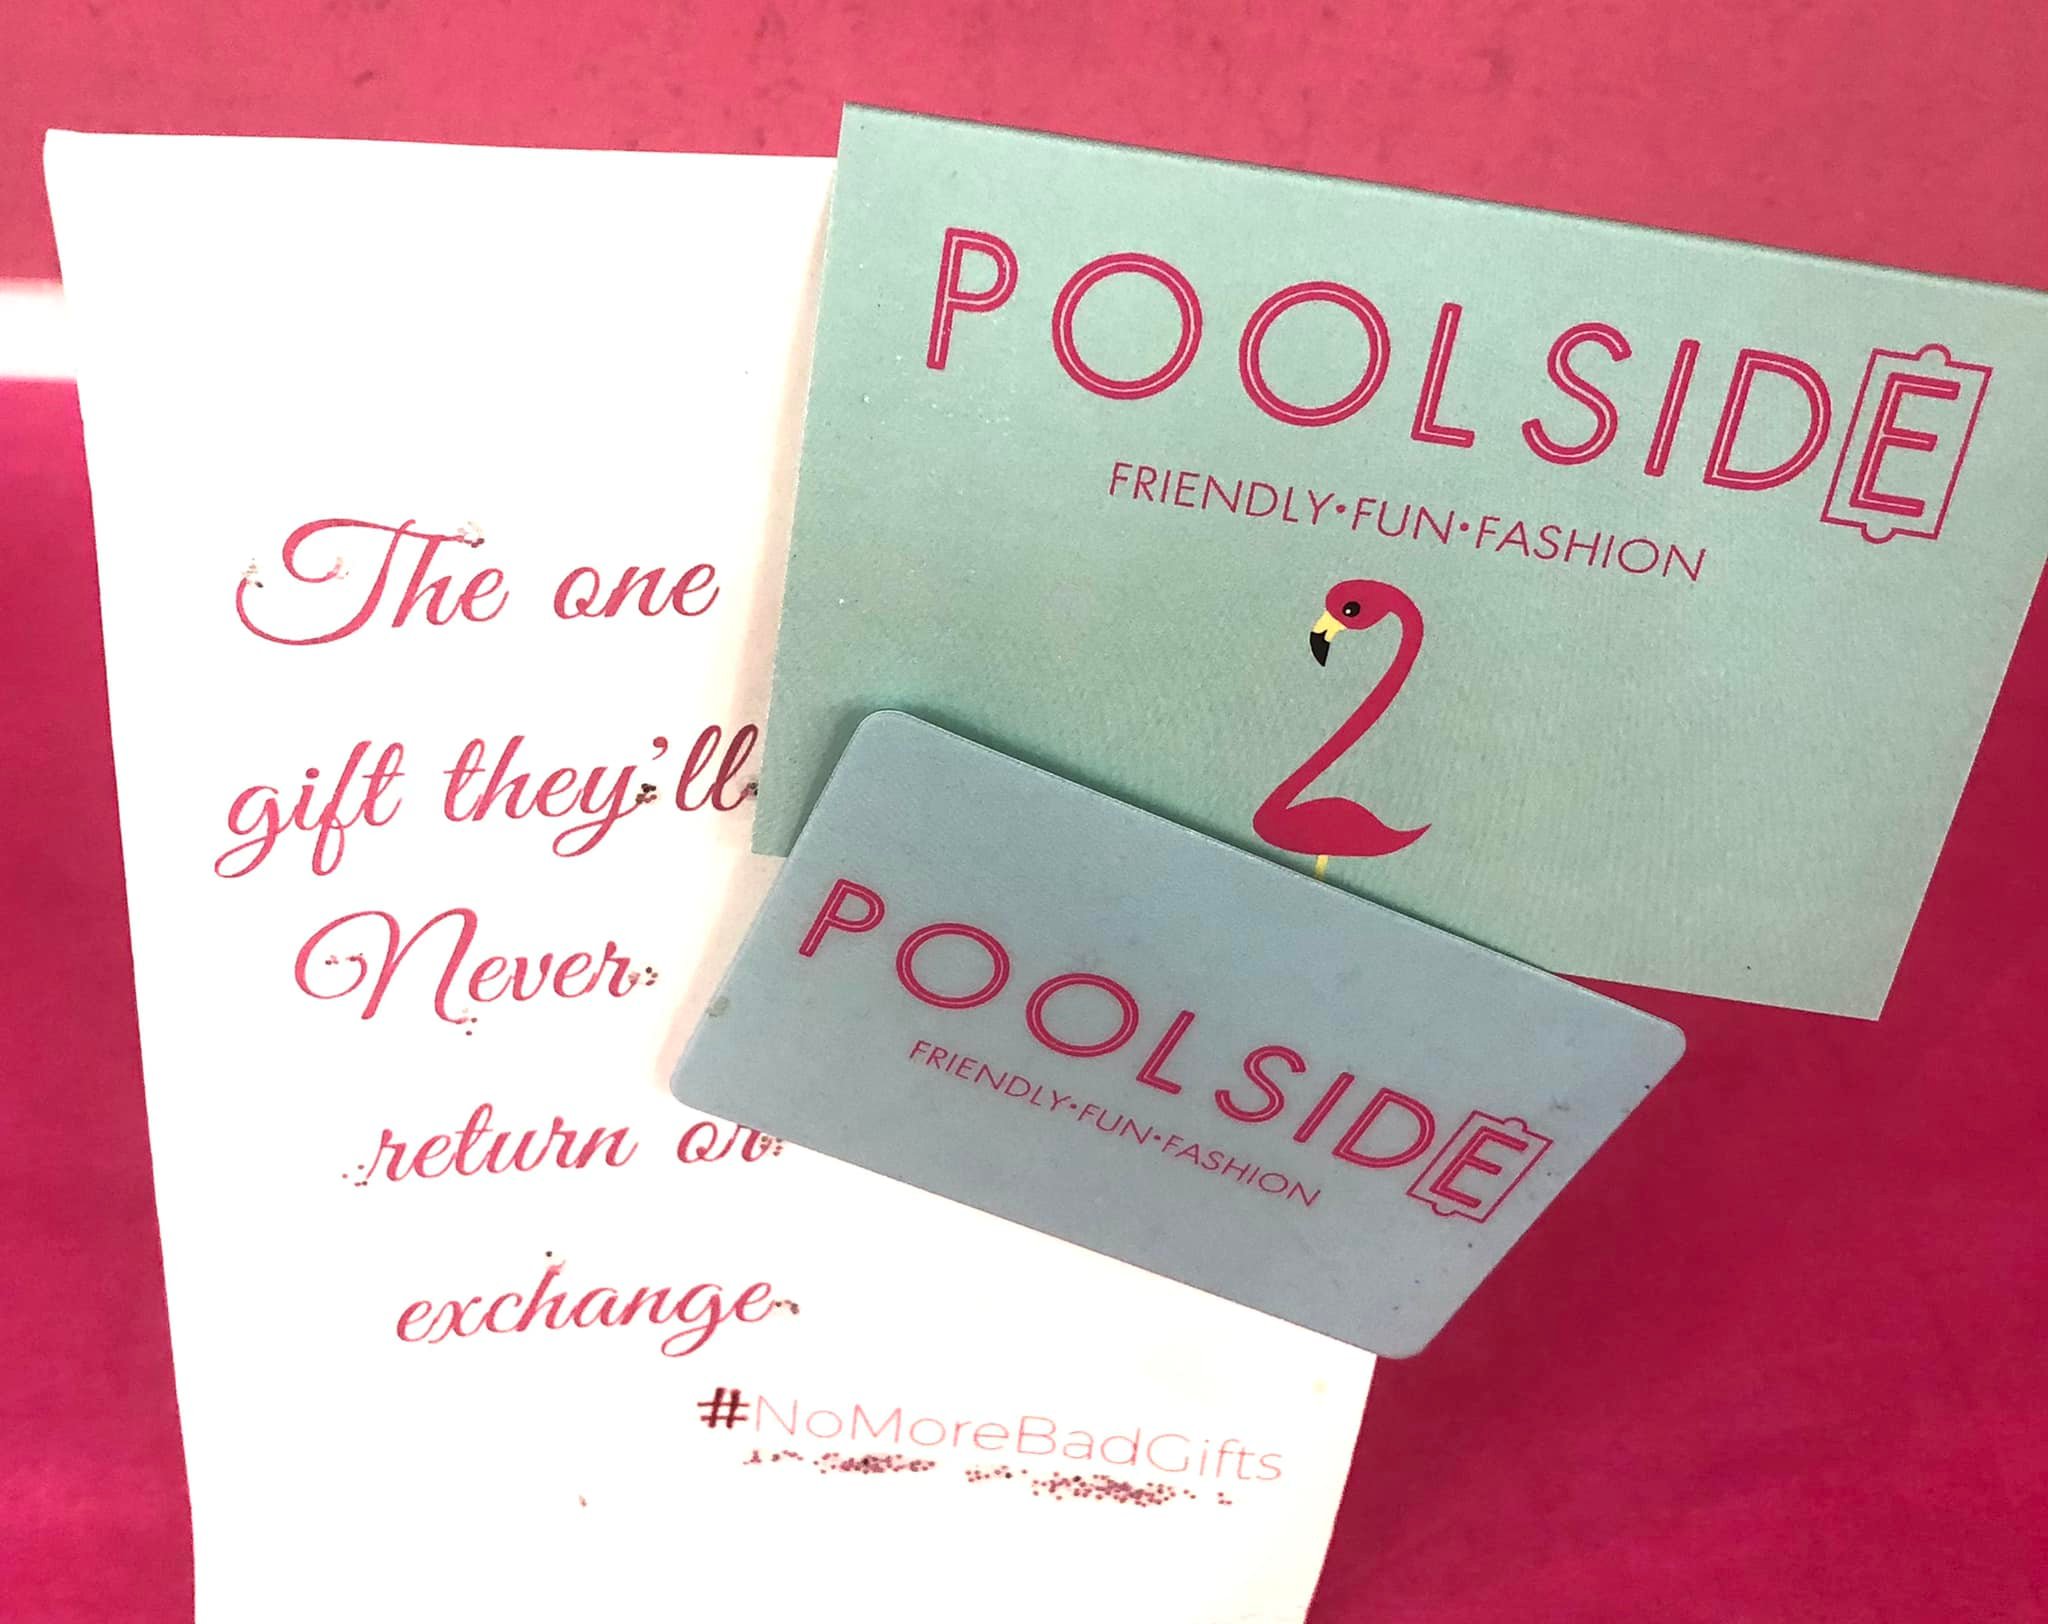 The one
gift they'll
Never
return or
exchange
#NoMoreBadGifts
POOLSIDE
FRIENDLY•FUN•FASHION
POOLSIDE
FRIENDLY•FUN•FASHION